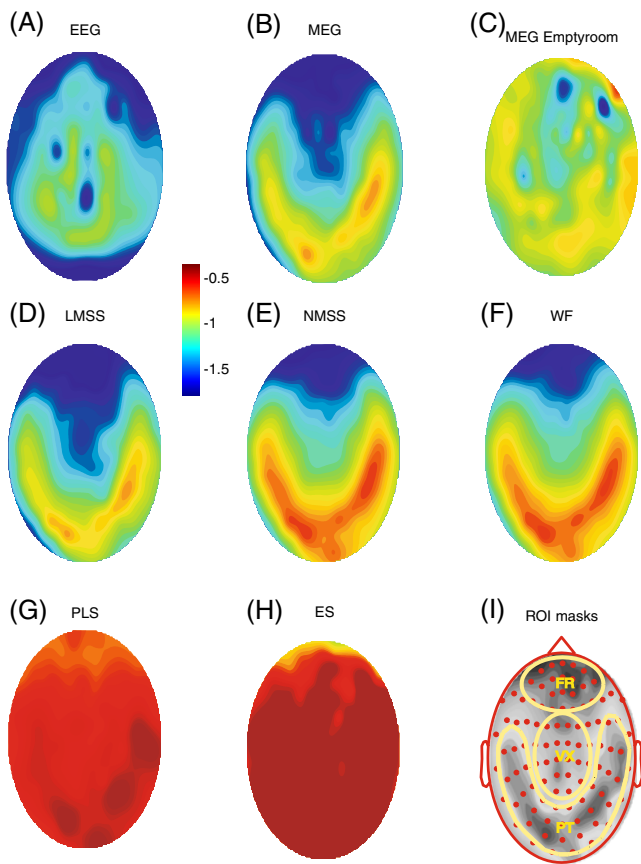 (A) EEG
(B) MEG
(C) MEG Emptyroom
-0.5
-1
-1.5
(D) LMSS
(E) NMSS
(F) WF
(G) PLS
(H) ES
(I) ROI masks
FR
VX
PT